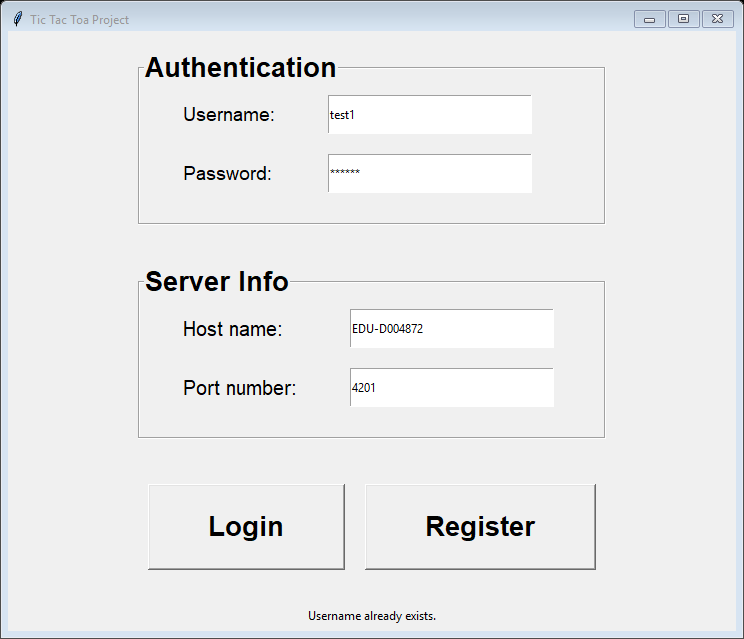 Tic Tac Toa Project
Authentication
Username: test1
Password: ******
Server Info
Host name: EDU-D004872
Port number: 4201
Login Register
Username already exists.